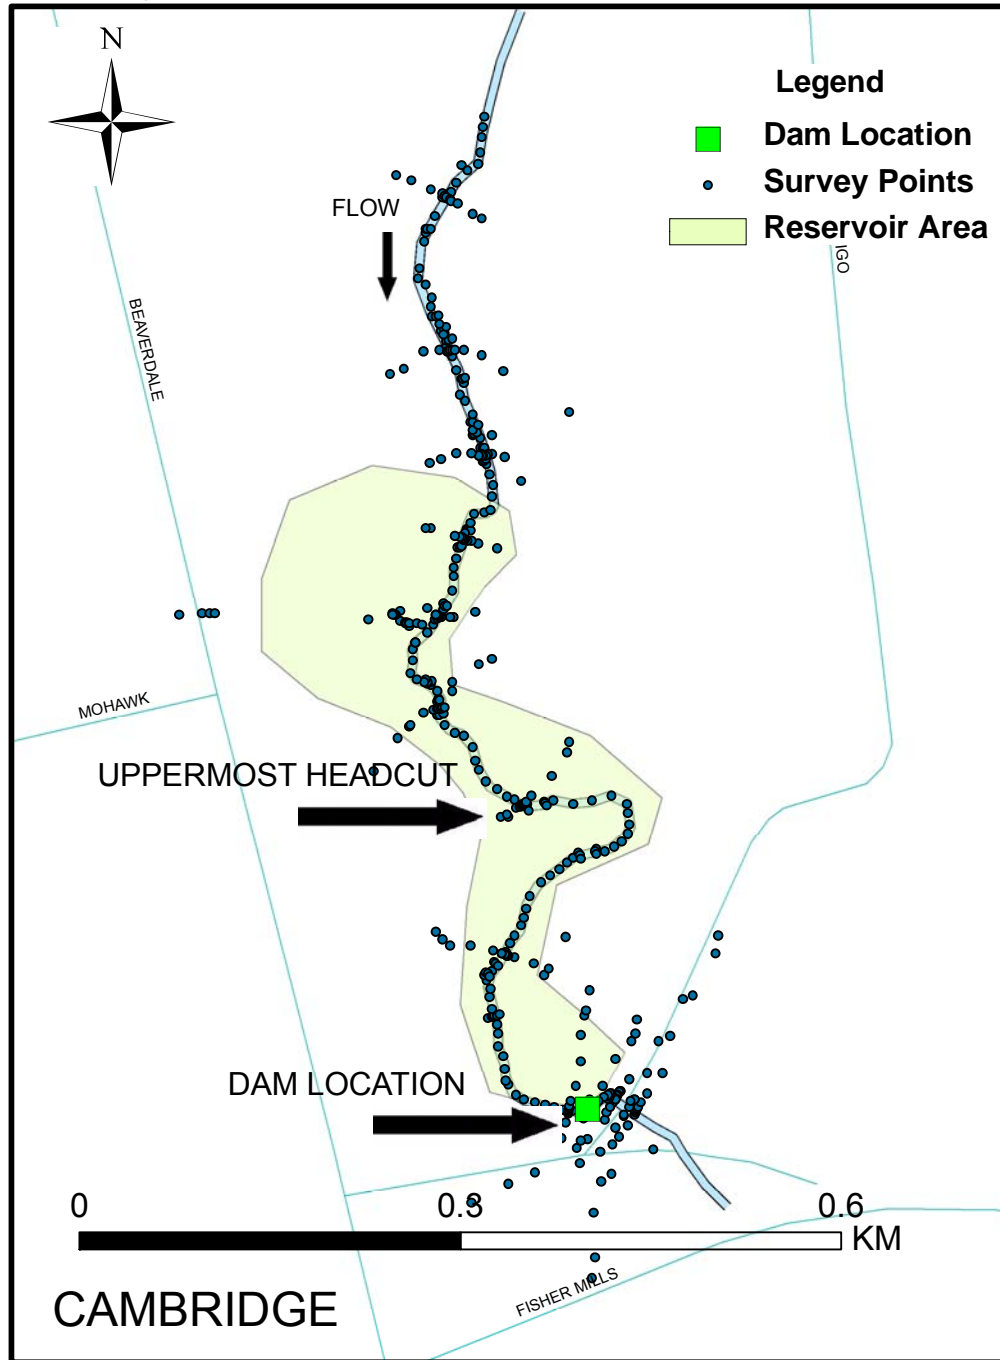 N
Legend
Dam Location
Survey Points
Reservoir Area
FLOW
IGO
BEAVERDALE
MOHAWK
UPPERMOST HEADCUT
DAM LOCATION
0 0.3 0.6
KM
FISHER MILLS
CAMBRIDGE